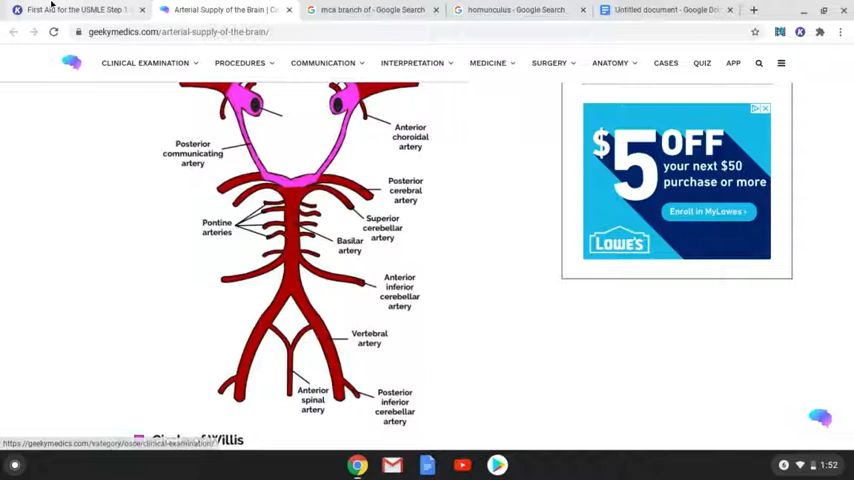 First Aid for the USMLE Step 1
Arterial Supply of the Brain | G
mca branch of - Google Search
homunculus - Google Search
Untitled document - Google Do
geekymedics.com/arterial-supply-of-the-brain/
CLINICAL EXAMINATION
PROCEDURES
COMMUNICATION
INTERPRETATION
MEDICINE
SURGERY
ANATOMY
CASES
QUIZ
APP
Posterior
communicating
artery
Anterior
choroidal
artery
Posterior
cerebral
artery
Pontine
arteries
Superior
cerebellar
artery
Basilar
artery
Anterior
inferior
cerebellar
artery
Vertebral
artery
Anterior
spinal
artery
Posterior
inferior
cerebellar
artery
$5 OFF
your next $50
purchase or more
Enroll in MyLowes ›
LOWE'S
https://geekymedics.com/category/osce/clinical-examination/
1:52